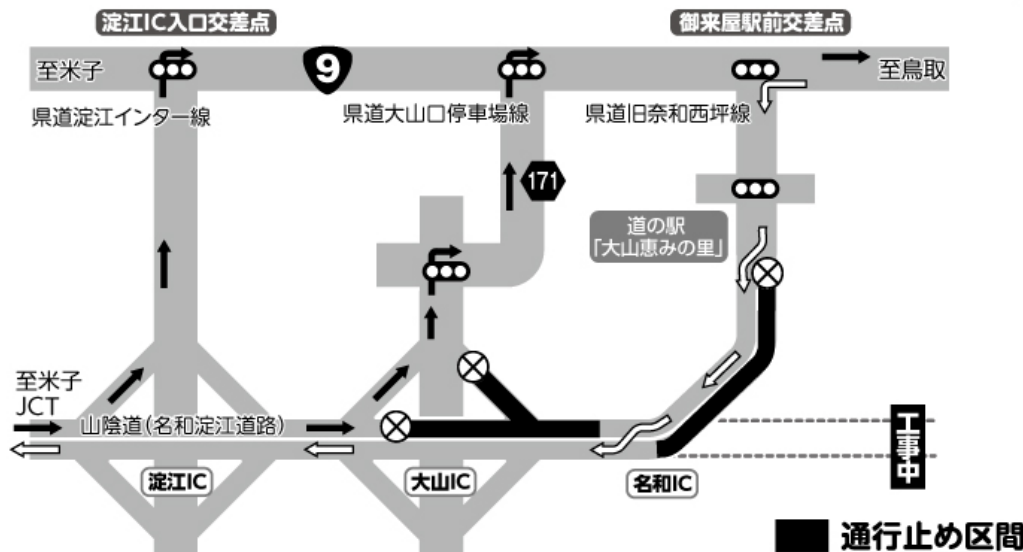 淀江IC入口交差点
御来屋駅前交差点
至米子
9
至鳥取
県道淀江インター線
県道大山口停車場線
県道旧奈和西坪線
171
道の駅
「大山恵みの里」
至米子
JCT
山陰道(名和淀江道路)
工事中
淀江IC
大山IC
名和IC
通行止め区間